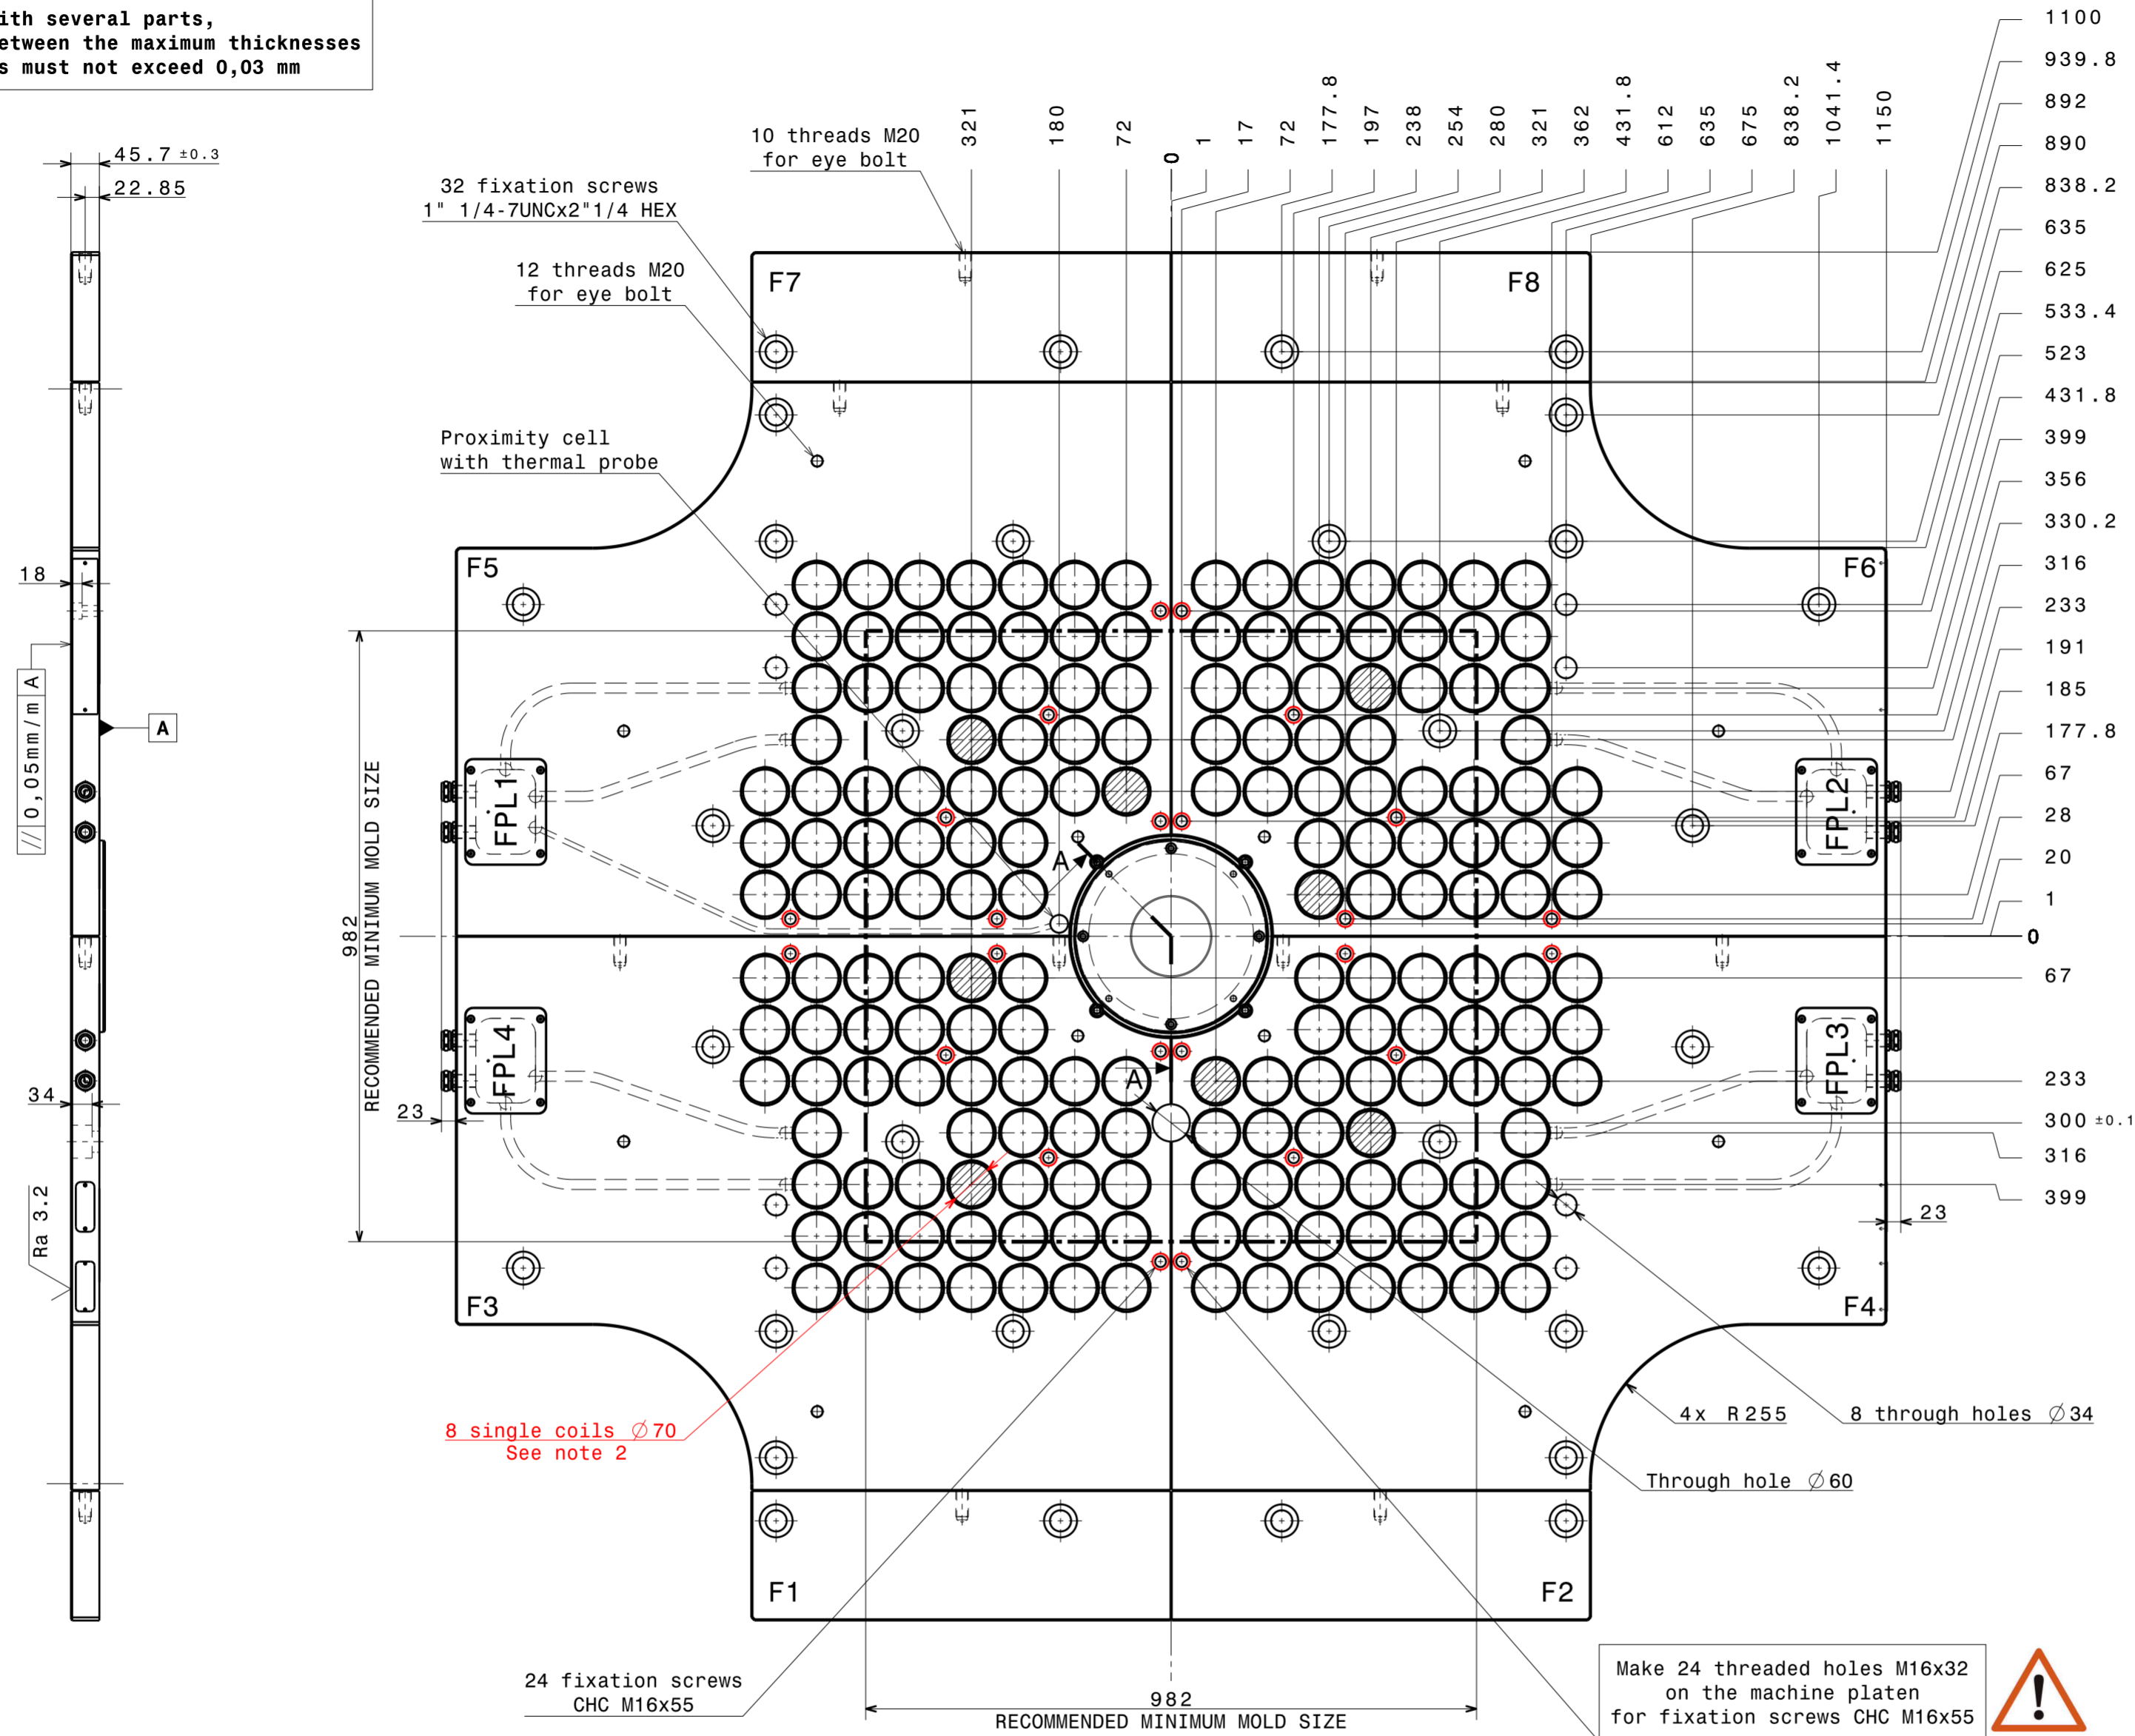 ith several parts,
etween the maximum thicknesses
s must not exceed 0,03 mm
45.7 ±0.3
22.85
18
// 0,05mm/m A
A
34
Ra 3.2
32 fixation screws
1" 1/4-7UNCx2"1/4 HEX
10 threads M20
for eye bolt
12 threads M20
for eye bolt
Proximity cell
with thermal probe
321
180
72
0
1
17
72
177.8
197
238
254
280
321
362
431.8
612
635
675
838.2
1041.4
1150
1100
939.8
892
890
838.2
635
625
533.4
523
431.8
399
356
330.2
316
233
191
185
177.8
67
28
20
1
0
67
233
300 ±0.1
316
399
F7
F8
F5
F6
FPL1
FPL2
A
A
FPL4
FPL3
F3
F4
F1
F2
982
RECOMMENDED MINIMUM MOLD SIZE
23
23
8 single coils Ø70
See note 2
4x R255
8 through holes Ø34
Through hole Ø60
24 fixation screws
CHC M16x55
982
RECOMMENDED MINIMUM MOLD SIZE
Make 24 threaded holes M16x32
on the machine platen
for fixation screws CHC M16x55